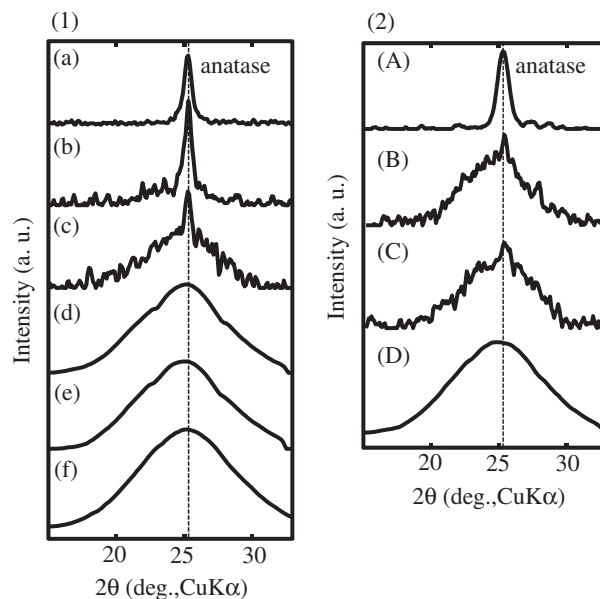 (1)
(a)
anatase
(b)
(c)
(d)
(e)
(f)
Intensity (a. u.)
20 25 30
2θ (deg.,CuKα)
(2)
(A)
anatase
(B)
(C)
(D)
Intensity (a. u.)
20 25 30
2θ (deg.,CuKα)